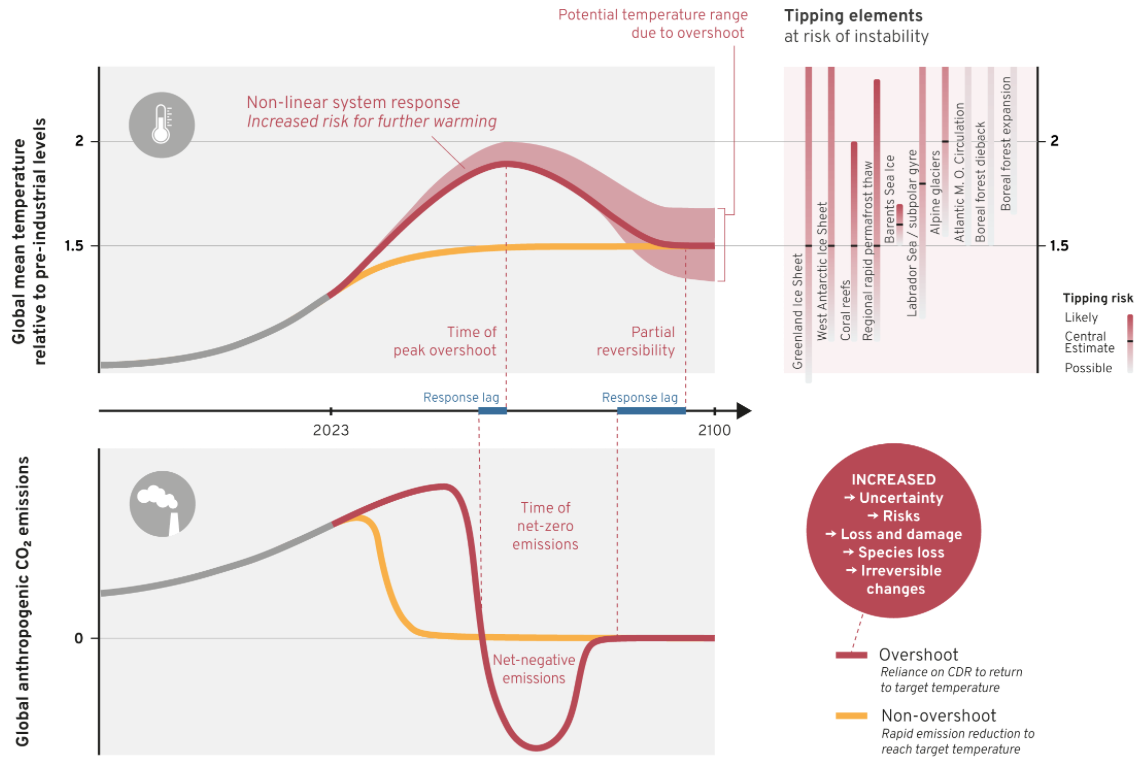 Potential temperature range
due to overshoot
Tipping elements
at risk of instability
Global mean temperature
relative to pre-industrial levels
2
1.5
Non-linear system response
Increased risk for further warming
Time of
peak overshoot
Partial
reversibility
Greenland Ice Sheet
West Antarctic Ice Sheet
Coral reefs
Regional rapid permafrost thaw
Barents Sea Ice
Labrador Sea / subpolar gyre
Alpine glaciers
Atlantic M. O. Circulation
Boreal forest dieback
Boreal forest expansion
2
1.5
Tipping risk
Likely
Central
Estimate
Possible
Response lag
Response lag
2023
2100
Global anthropogenic CO₂ emissions
0
Time of
net-zero
emissions
Net-negative
emissions
INCREASED
→ Uncertainty
→ Risks
→ Loss and damage
→ Species loss
→ Irreversible
changes
Overshoot
Reliance on CDR to return
to target temperature
Non-overshoot
Rapid emission reduction to
reach target temperature